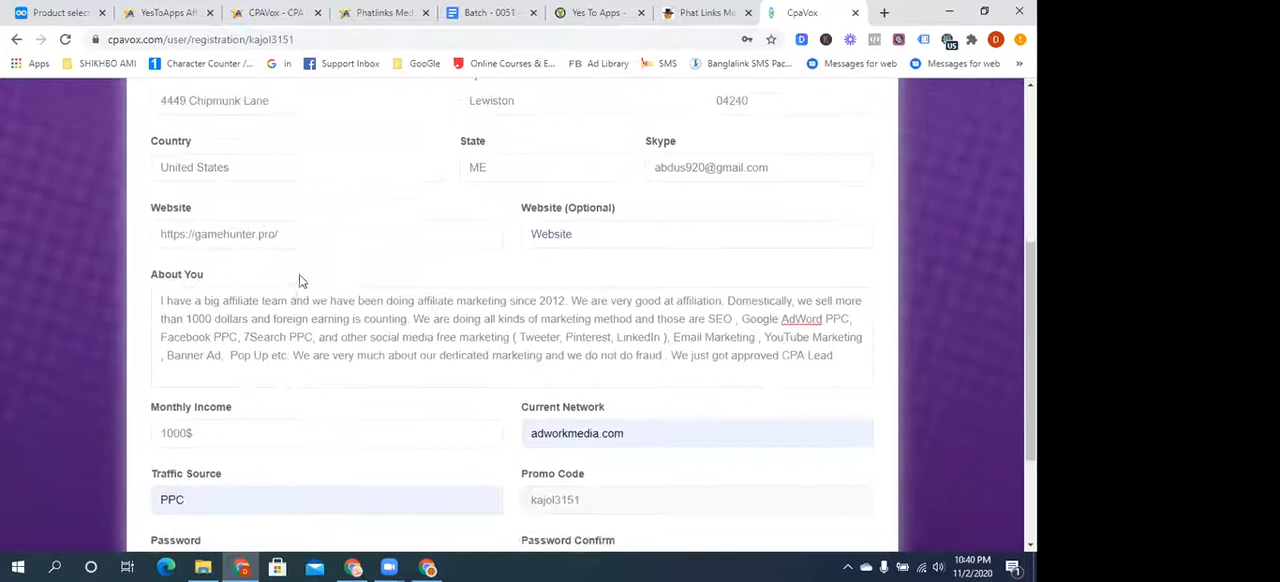 Product select
YesToApps Aff
CPAVox - CPA
Phatlinks Med
Batch - 0051 -
Yes To Apps -
Phat Links Mo
CpaVox
cpavox.com/user/registration/kajol3151
US
D
Apps
SHIKHBO AMI
Character Counter /...
in
Support Inbox
GooGle
Online Courses & E...
FB Ad Library
SMS
Banglalink SMS Pac...
Messages for web
Messages for web
4449 Chipmunk Lane
Lewiston
04240
Country
State
Skype
United States
ME
abdus920@gmail.com
Website
Website (Optional)
https://gamehunter.pro/
Website
About You
I have a big affiliate team and we have been doing affiliate marketing since 2012. We are very good at affiliation. Domestically, we sell more
than 1000 dollars and foreign earning is counting. We are doing all kinds of marketing method and those are SEO , Google AdWord PPC,
Facebook PPC, 7Search PPC, and other social media free marketing ( Tweeter, Pinterest, LinkedIn ), Email Marketing , YouTube Marketing
, Banner Ad,  Pop Up etc. We are very much about our dedicated marketing and we do not do fraud . We just got approved CPA Lead
Monthly Income
Current Network
1000$
adworkmedia.com
Traffic Source
Promo Code
PPC
kajol3151
Password
Password Confirm
10:40 PM
11/2/2020